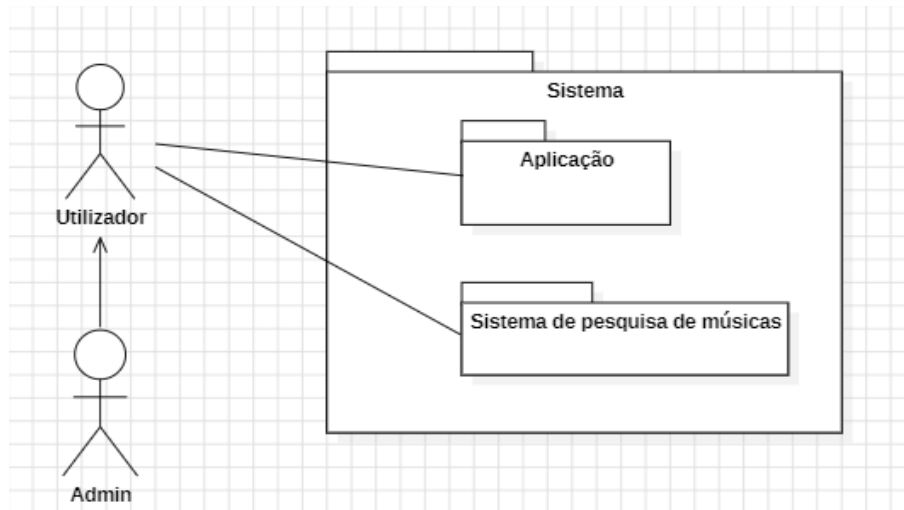 Sistema
Aplicação
Utilizador
Sistema de pesquisa de músicas
Admin